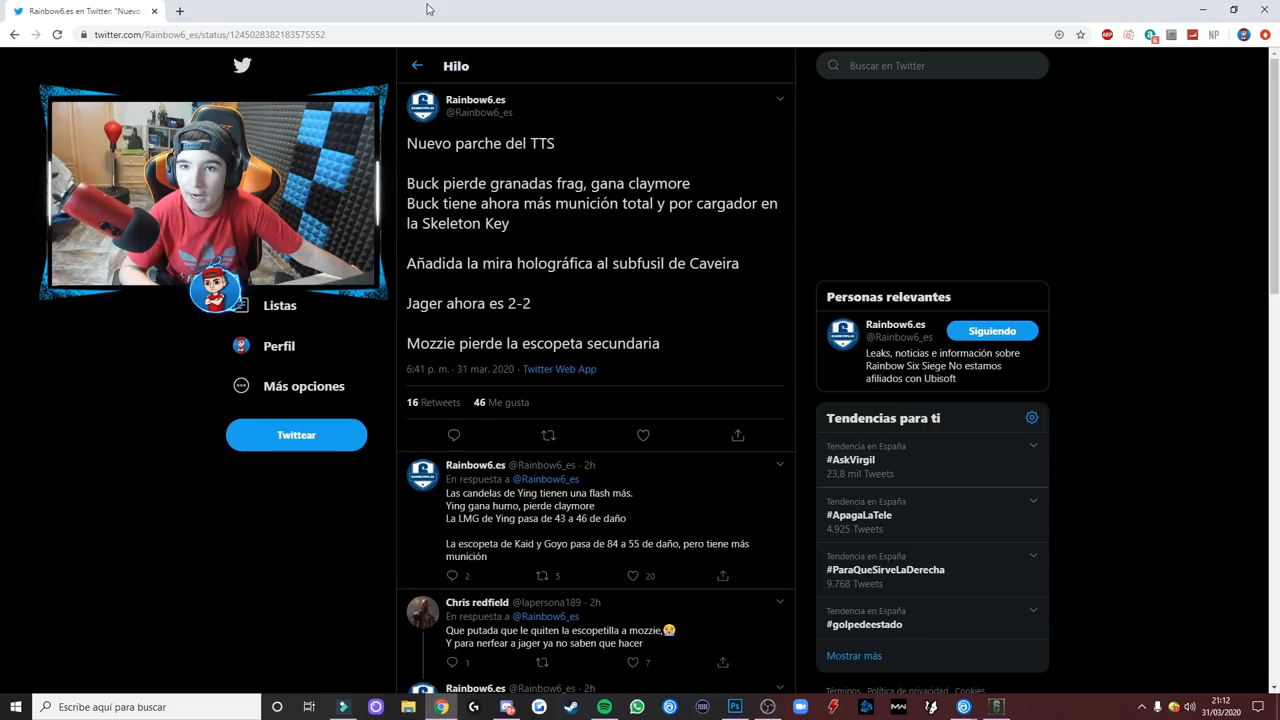 Rainbow6.es en Twitter: "Nuevo
twitter.com/Rainbow6_es/status/1245028382183575552
ABP
NP
Hilo
Buscar en Twitter
Rainbow6.es
@Rainbow6_es
Nuevo parche del TTS
Buck pierde granadas frag, gana claymore
Buck tiene ahora más munición total y por cargador en
la Skeleton Key
Añadida la mira holográfica al subfusil de Caveira
Jager ahora es 2-2
Mozzie pierde la escopeta secundaria
6:41 p. m. · 31 mar. 2020 · Twitter Web App
16 Retweets 46 Me gusta
Listas
Perfil
Más opciones
Twittear
Rainbow6.es @Rainbow6_es · 2h
En respuesta a @Rainbow6_es
Las candelas de Ying tienen una flash más.
Ying gana humo, pierde claymore
La LMG de Ying pasa de 43 a 46 de daño
La escopeta de Kaid y Goyo pasa de 84 a 55 de daño, pero tiene más
munición
2 5 20
Chris redfield @lapersona189 · 2h
En respuesta a @Rainbow6_es
Que putada que le quiten la escopetilla a mozzie,😭
Y para nerfear a jager ya no saben que hacer
1 7
Rainbow6.es @Rainbow6_es · 2h
Personas relevantes
Rainbow6.es
@Rainbow6_es
Siguiendo
Leaks, noticias e información sobre
Rainbow Six Siege No estamos
afiliados con Ubisoft
Tendencias para ti
Tendencia en España
#AskVirgil
23,8 mil Tweets
Tendencia en España
#ApagaLaTele
4.925 Tweets
Tendencia en España
#ParaQueSirveLaDerecha
9.768 Tweets
Tendencia en España
#golpedeestado
Mostrar más
Términos Política de privacidad Cookies
Escribe aquí para buscar
Ps
21:12
31/03/2020